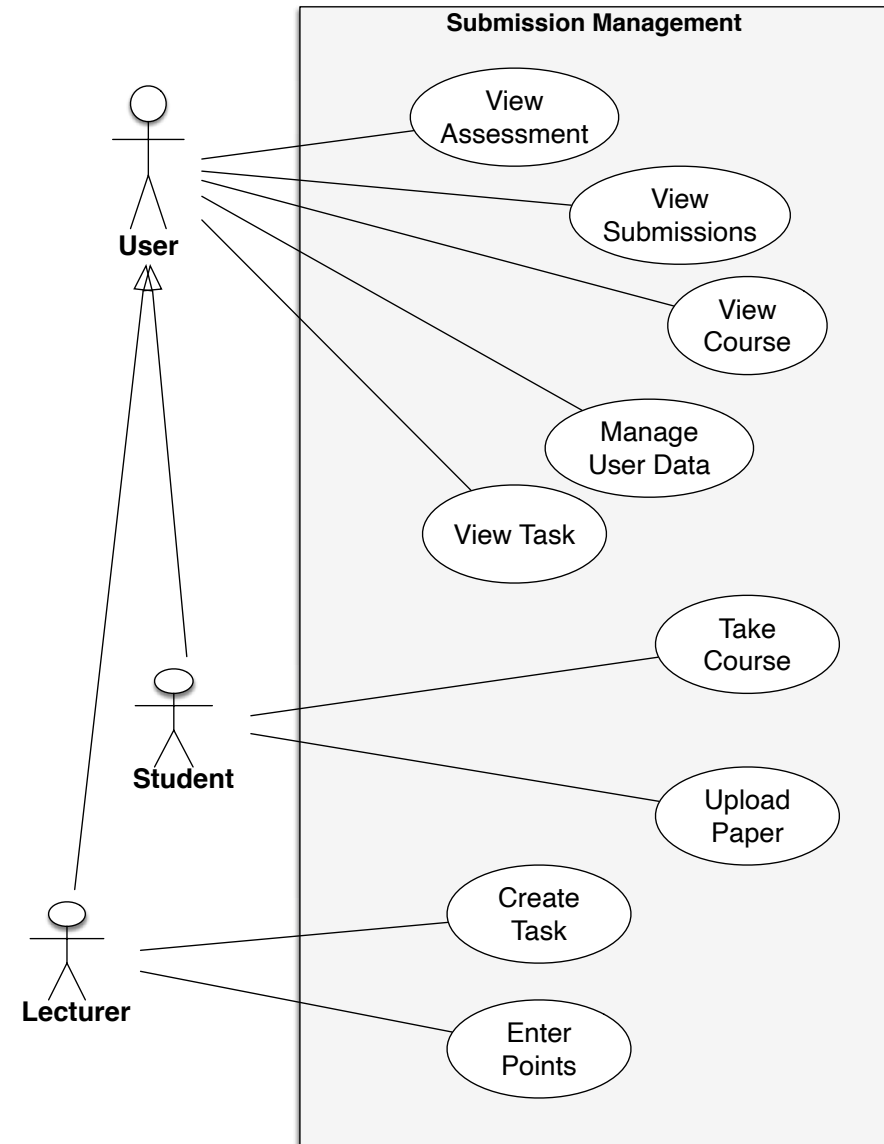 Submission Management
View
Assessment
View
Submissions
User
View
Course
Manage
User Data
View Task
Take
Course
Student
Upload
Paper
Create
Task
Lecturer
Enter
Points